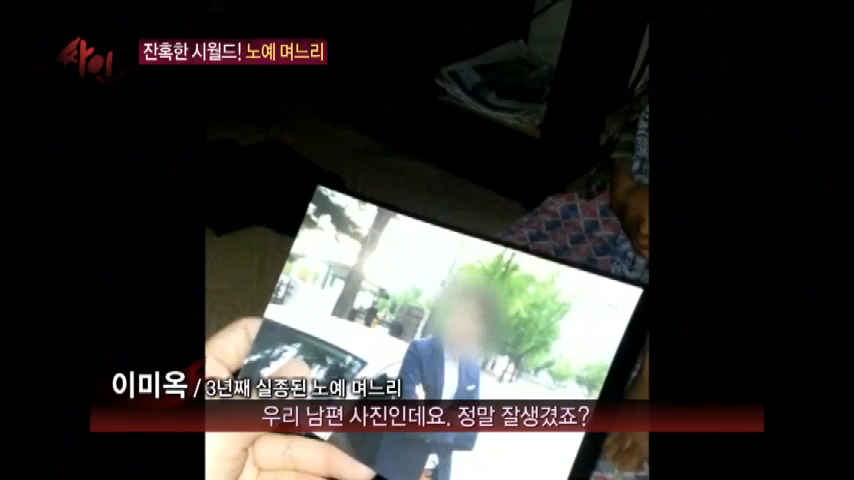 싸인
잔혹한 시월드! 노예 며느리
이미옥 / 3년째 실종된 노예 며느리
우리 남편 사진인데요. 정말 잘생겼죠?